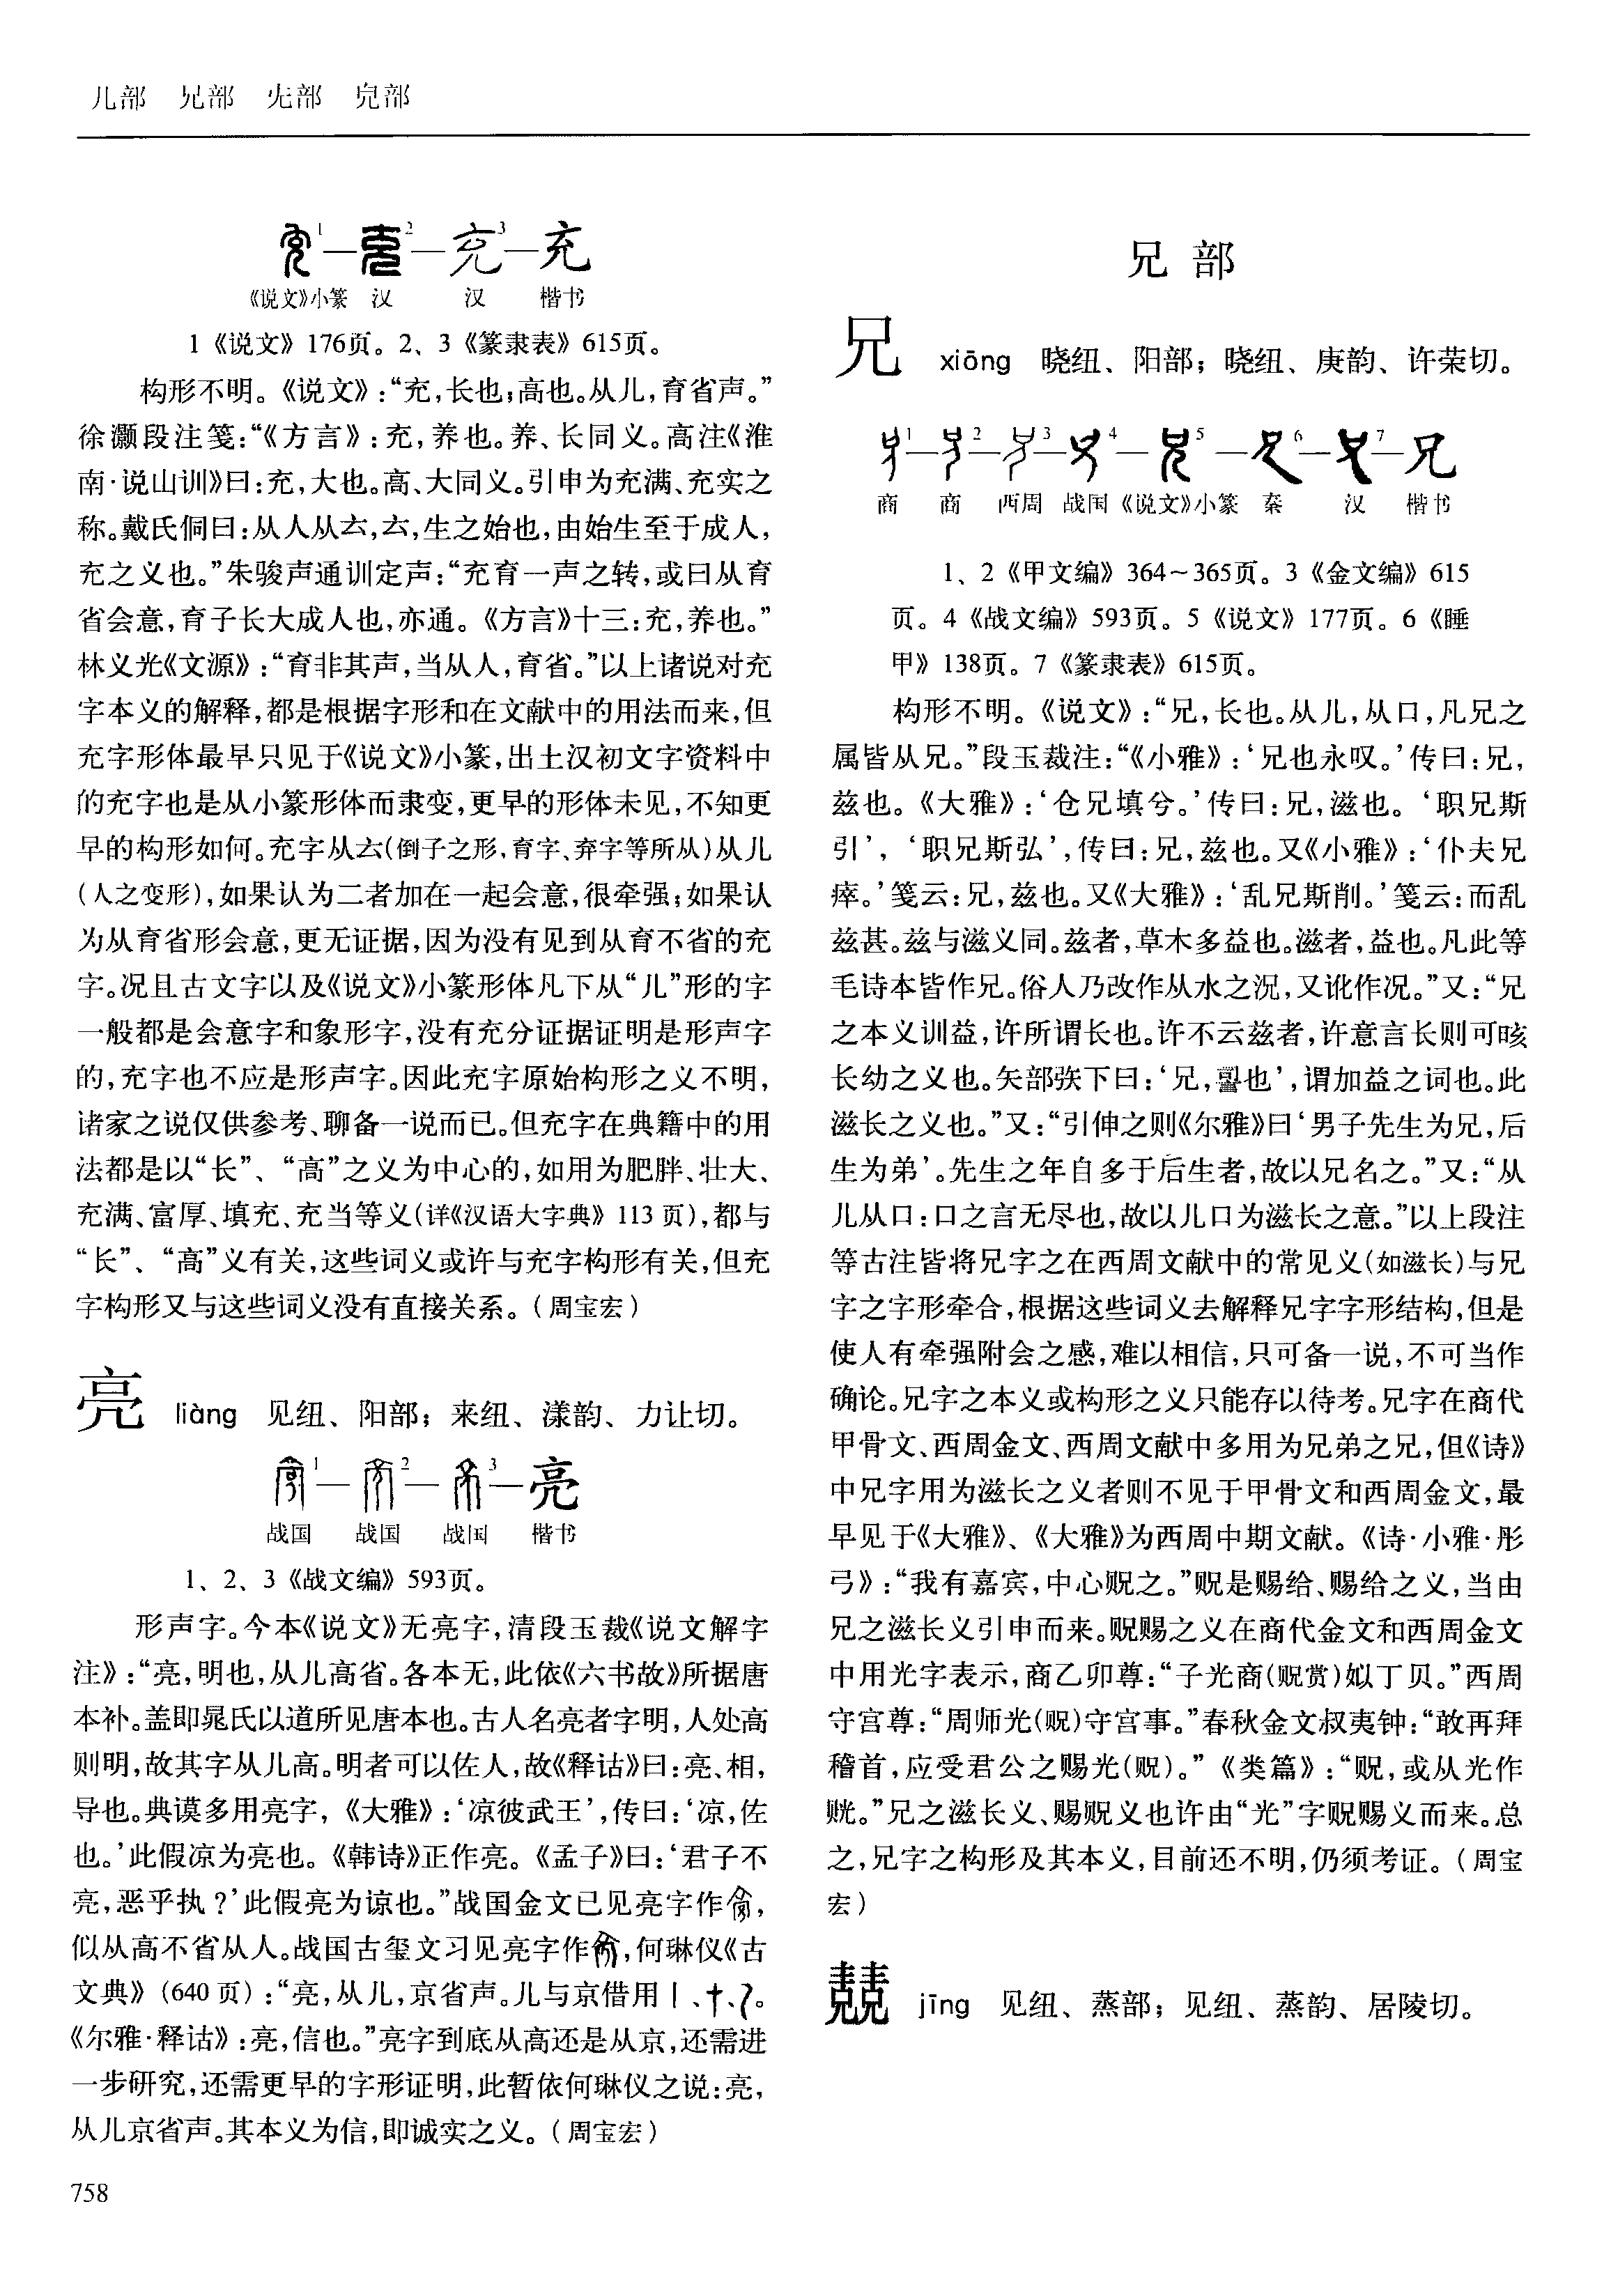 儿部　兄部　兂部　皃部
1—2—3—充
《说文》小篆　汉　汉　楷书
1《说文》176页。2、3《篆隶表》615页。
构形不明。《说文》:“充,长也;高也。从儿,育省声。”
徐灏段注笺:“《方言》:充,养也。养、长同义。高注《淮
南·说山训》曰:充,大也。高、大同义。引申为充满、充实之
称。戴氏侗曰:从人从𠫓,𠫓,生之始也,由始生至于成人,
充之义也。”朱骏声通训定声:“充育一声之转,或曰从育
省会意,育子长大成人也,亦通。《方言》十三:充,养也。”
林义光《文源》:“育非其声,当从人,育省。”以上诸说对充
字本义的解释,都是根据字形和在文献中的用法而来,但
充字形体最早只见于《说文》小篆,出土汉初文字资料中
的充字也是从小篆形体而隶变,更早的形体未见,不知更
早的构形如何。充字从𠫓(倒子之形,育字、弃字等所从)从儿
(人之变形),如果认为二者加在一起会意,很牵强;如果认
为从育省形会意,更无证据,因为没有见到从育不省的充
字。况且古文字以及《说文》小篆形体凡下从“儿”形的字
一般都是会意字和象形字,没有充分证据证明是形声字
的,充字也不应是形声字。因此充字原始构形之义不明,
诸家之说仅供参考、聊备一说而已。但充字在典籍中的用
法都是以“长”、“高”之义为中心的,如用为肥胖、壮大、
充满、富厚、填充、充当等义(详《汉语大字典》113页),都与
“长”、“高”义有关,这些词义或许与充字构形有关,但充
字构形又与这些词义没有直接关系。(周宝宏)
亮　liàng　见纽、阳部；来纽、漾韵、力让切。
1—2—3—亮
战国　战国　战国　楷书
1、2、3《战文编》593页。
形声字。今本《说文》无亮字,清段玉裁《说文解字
注》:“亮,明也,从儿高省。各本无,此依《六书故》所据唐
本补。盖即晁氏以道所见唐本也。古人名亮者字明,人处高
则明,故其字从儿高。明者可以佐人,故《释诂》曰:亮、相,
导也。典谟多用亮字,《大雅》:‘凉彼武王’,传曰:‘凉,佐
也。’此假凉为亮也。《韩诗》正作亮。《孟子》曰:‘君子不
亮,恶乎执?’此假亮为谅也。”战国金文已见亮字作,
似从高不省从人。战国古玺文习见亮字作,何琳仪《古
文典》(640页):“亮,从儿,京省声。儿与京借用丨、十、。
《尔雅·释诂》:亮,信也。”亮字到底从高还是从京,还需进
一步研究,还需更早的字形证明,此暂依何琳仪之说:亮,
从儿京省声。其本义为信,即诚实之义。(周宝宏)
758
兄 部
兄　xiōng　晓纽、阳部；晓纽、庚韵、许荣切。
1—2—3—4—5—6—7—兄
商　商　西周　战国《说文》小篆　秦　汉　楷书
1、2《甲文编》364～365页。3《金文编》615
页。4《战文编》593页。5《说文》177页。6《睡
甲》138页。7《篆隶表》615页。
构形不明。《说文》:“兄,长也。从儿,从口,凡兄之
属皆从兄。”段玉裁注:“《小雅》:‘兄也永叹。’传曰:兄,
兹也。《大雅》:‘仓兄填兮。’传曰:兄,滋也。‘职兄斯
引’,‘职兄斯弘’,传曰:兄,兹也。又《小雅》:‘仆夫兄
瘁。’笺云:兄,兹也。又《大雅》:‘乱兄斯削。’笺云:而乱
兹甚。兹与滋义同。兹者,草木多益也。滋者,益也。凡此等
毛诗本皆作兄。俗人乃改作从水之況,又讹作况。”又:“兄
之本义训益,许所谓长也。许不云兹者,许意言长则可晐
长幼之义也。矢部矤下曰:‘兄,也’,谓加益之词也。此
滋长之义也。”又:“引伸之则《尔雅》曰‘男子先生为兄,后
生为弟’。先生之年自多于后生者,故以兄名之。”又:“从
儿从口:口之言无尽也,故以儿口为滋长之意。”以上段注
等古注皆将兄字之在西周文献中的常见义(如滋长)与兄
字之字形牵合,根据这些词义去解释兄字字形结构,但是
使人有牵强附会之感,难以相信,只可备一说,不可当作
确论。兄字之本义或构形之义只能存以待考。兄字在商代
甲骨文、西周金文、西周文献中多用为兄弟之兄,但《诗》
中兄字用为滋长之义者则不见于甲骨文和西周金文,最
早见于《大雅》、《大雅》为西周中期文献。《诗·小雅·彤
弓》:“我有嘉宾,中心贶之。”贶是赐给、赐给之义,当由
兄之滋长义引申而来。贶赐之义在商代金文和西周金文
中用光字表示,商乙卯尊:“子光商(贶赏)姒丁贝。”西周
守宫尊:“周师光(贶)守宫事。”春秋金文叔夷钟:“敢再拜
稽首,应受君公之赐光(贶)。”《类篇》:“贶,或从光作
𧶄。”兄之滋长义、赐贶义也许由“光”字贶赐义而来。总
之,兄字之构形及其本义,目前还不明,仍须考证。(周宝
宏)
兢　jīng　见纽、蒸部；见纽、蒸韵、居陵切。